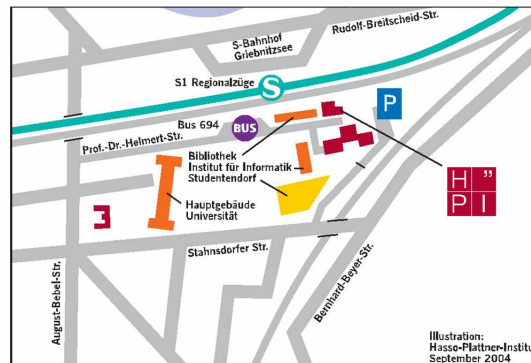 Rudolf-Breitscheid-Str.
S-Bahnhof
Griebnitzsee
S1 Regionalzüge
S
P
Bus 694
BUS
Prof.-Dr.-Helmert-Str.
Bibliothek
Institut für Informatik
Studentendorf
H "
P I
Hauptgebäude
Universität
Stahnsdorfer Str.
August-Bebel-Str.
Bernhard-Beyer-Str.
Illustration:
Hasso-Plattner-Institu
September 2004